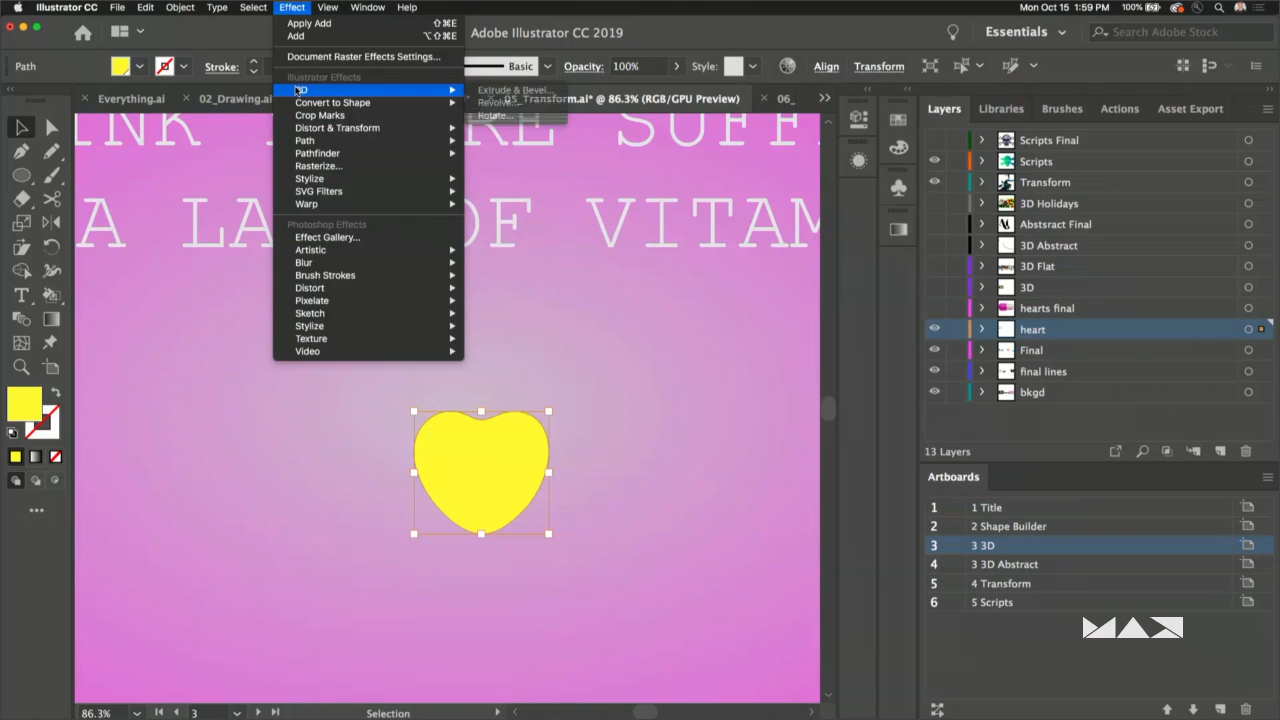 Illustrator CC File Edit Object Type Select Effect View Window Help Mon Oct 15 1:59 PM 100%
Adobe Illustrator CC 2019 Essentials Search Adobe Stock
Path Stroke: Basic Opacity: 100% Style: Align Transform
Everything.ai 02_Drawing.ai 05_Transform.ai* @ 86.3% (RGB/GPU Preview) 06_
Apply Add ⇧⌘E
Add ⌥⇧⌘E
Document Raster Effects Settings...
Illustrator Effects
3D
Convert to Shape
Crop Marks
Distort & Transform
Path
Pathfinder
Rasterize...
Stylize
SVG Filters
Warp
Photoshop Effects
Effect Gallery...
Artistic
Blur
Brush Strokes
Distort
Pixelate
Sketch
Stylize
Texture
Video
Extrude & Bevel...
Revolve...
Rotate...
INK RE SUFF
A LA OF VITAM
Layers Libraries Brushes Actions Asset Export
Scripts Final
Scripts
Transform
3D Holidays
Abstsract Final
3D Abstract
3D Flat
3D
hearts final
heart
Final
final lines
bkgd
13 Layers
Artboards
1 1 Title
2 2 Shape Builder
3 3 3D
4 3 3D Abstract
5 4 Transform
6 5 Scripts
MAX
86.3% 3 Selection